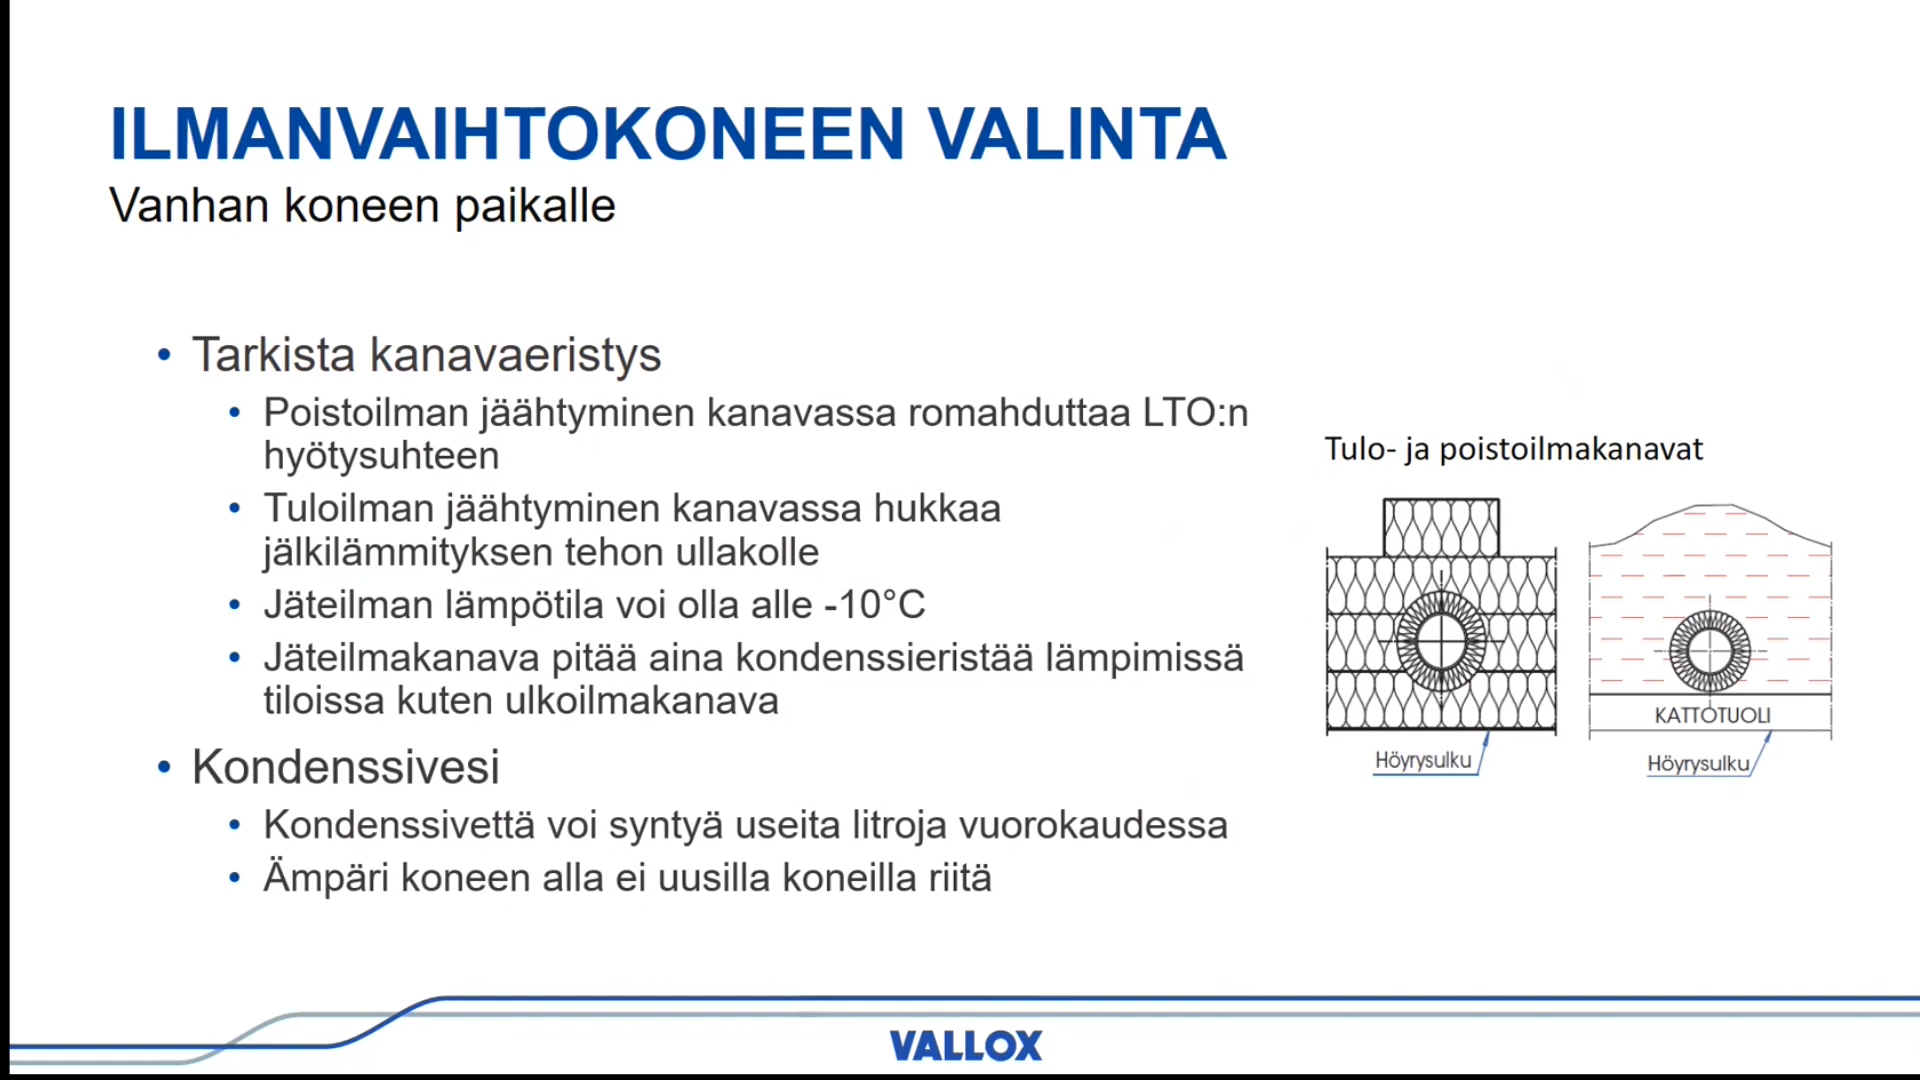 ILMANVAIHTOKONEEN VALINTA
Vanhan koneen paikalle
• Tarkista kanavaeristys
• Poistoilman jäähtyminen kanavassa romahduttaa LTO:n
hyötysuhteen
• Tuloilman jäähtyminen kanavassa hukkaa
jälkilämmityksen tehon ullakolle
• Jäteilman lämpötila voi olla alle -10°C
• Jäteilmakanava pitää aina kondenssieristää lämpimissä
tiloissa kuten ulkoilmakanava
• Kondenssivesi
• Kondenssivettä voi syntyä useita litroja vuorokaudessa
• Ämpäri koneen alla ei uusilla koneilla riitä
Tulo- ja poistoilmakanavat
KATTOTUOLI
Höyrysulku
Höyrysulku
VALLOX